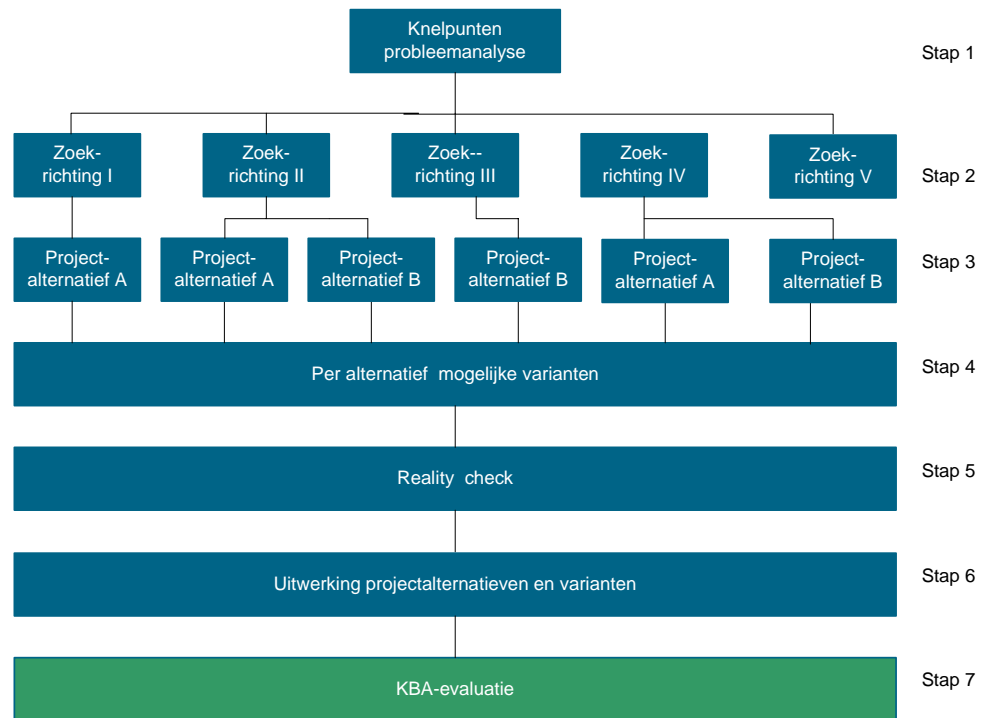 Knelpunten
probleemanalyse
Stap 1
Zoek-
richting I
Zoek-
richting II
Zoek--
richting III
Zoek-
richting IV
Zoek-
richting V
Stap 2
Project-
alternatief A
Project-
alternatief A
Project-
alternatief B
Project-
alternatief B
Project-
alternatief A
Project-
alternatief B
Stap 3
Per alternatief mogelijke varianten
Stap 4
Reality check
Stap 5
Uitwerking projectalternatieven en varianten
Stap 6
KBA-evaluatie
Stap 7